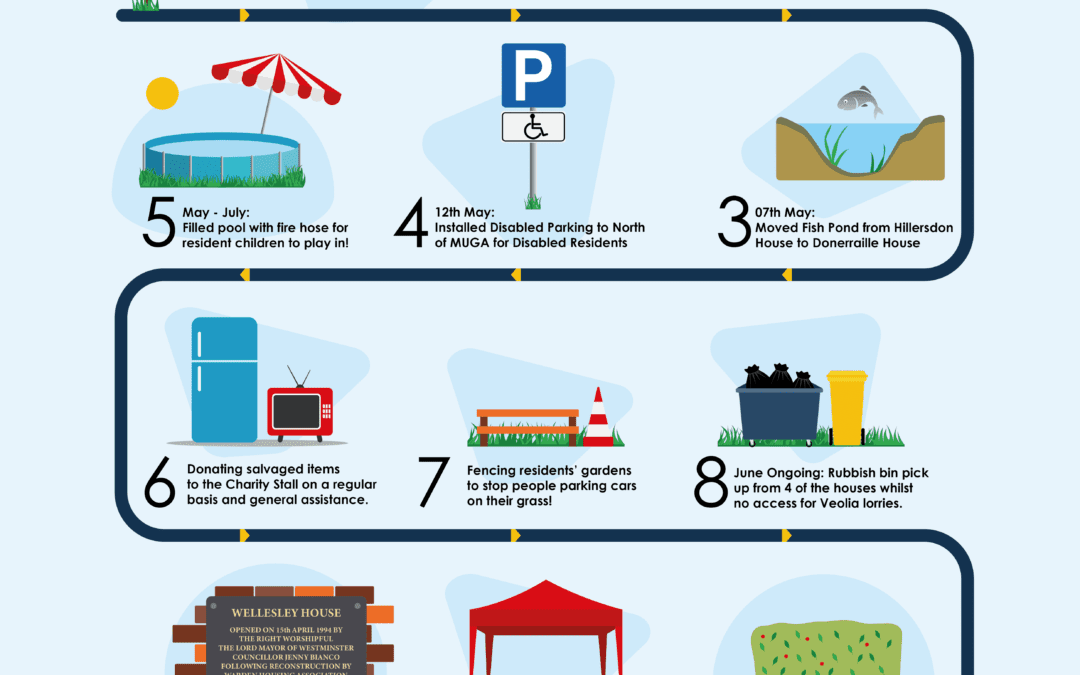 P
5
May - July:
Filled pool with fire hose for
resident children to play in!
4
12th May:
Installed Disabled Parking to North
of MUGA for Disabled Residents
3
07th May:
Moved Fish Pond from Hillersdon
House to Donerraille House
6
Donating salvaged items
to the Charity Stall on a regular
basis and general assistance.
7
Fencing residents' gardens
to stop people parking cars
on their grass!
8
June Ongoing: Rubbish bin pick
up from 4 of the houses whilst
no access for Veolia lorries.
WELLESLEY HOUSE
OPENED ON 15th APRIL 1994 BY
THE RIGHT WORSHIPFUL
THE LORD MAYOR OF WESTMINSTER
COUNCILLOR JENNY BIANCO
FOLLOWING RECONSTRUCTION BY
WARDEN HOUSING ASSOCIATION